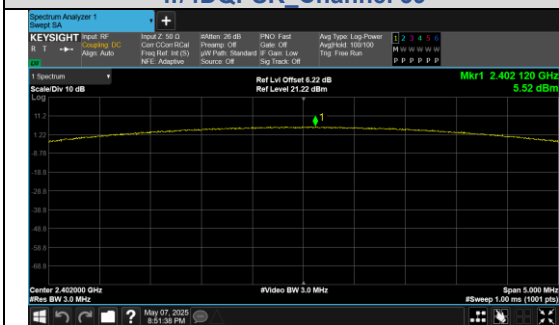 Spectrum Analyzer 1
Swept SA
KEYSIGHT
R T
Input: RF
Coupling: DC
Align: Auto
Input Z: 50 Ω
Corr CCorr RCal
Freq Ref: Int (S)
NFE: Adaptive
#Atten: 26 dB
Preamp: Off
µW Path: Standard
Source: Off
PNO: Fast
Gate: Off
IF Gain: Low
Sig Track: Off
Avg Type: Log-Power
Avg|Hold: 100/100
Trig: Free Run
1 2 3 4 5 6
M W W W W W
P P P P P P
1 Spectrum
Scale/Div 10 dB
Ref Lvl Offset 6.22 dB
Ref Level 21.22 dBm
Mkr1 2.402 120 GHz
5.52 dBm
Log
11.2
1.22
-8.78
-18.8
-28.8
-38.8
-48.8
-58.8
-68.8
1
Center 2.402000 GHz
#Res BW 3.0 MHz
#Video BW 3.0 MHz
Span 5.000 MHz
#Sweep 1.00 ms (1001 pts)
May 07, 2025
8:51:38 PM